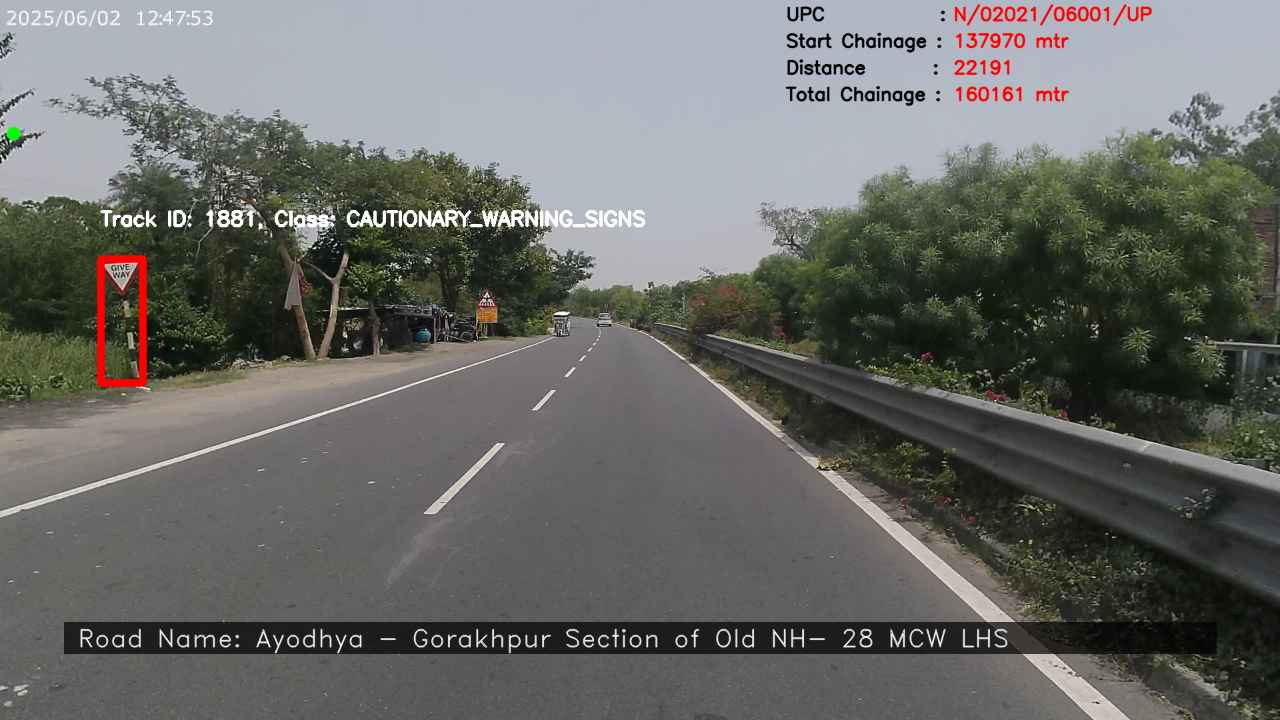 2025/06/02 12:47:53
UPC : N/02021/06001/UP
Start Chainage : 137970 mtr
Distance : 22191
Total Chainage : 160161 mtr
Track ID: 1881, Class: CAUTIONARY_WARNING_SIGNS
GIVE
WAY
Road Name: Ayodhya - Gorakhpur Section of Old NH- 28 MCW LHS